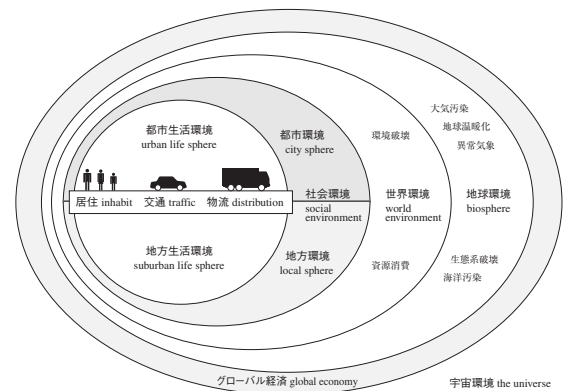 大気汚染
地球温暖化
異常気象
都市生活環境
urban life sphere
都市環境
city sphere
環境破壊
居住 inhabit 交通 traffic 物流 distribution
社会環境
social
environment
世界環境
world
environment
地球環境
biosphere
地方生活環境
suburban life sphere
地方環境
local sphere
資源消費
生態系破壊
海洋汚染
グローバル経済 global economy
宇宙環境 the universe